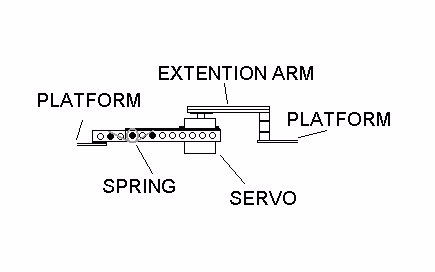 EXTENTION ARM
PLATFORM
PLATFORM
SPRING
SERVO